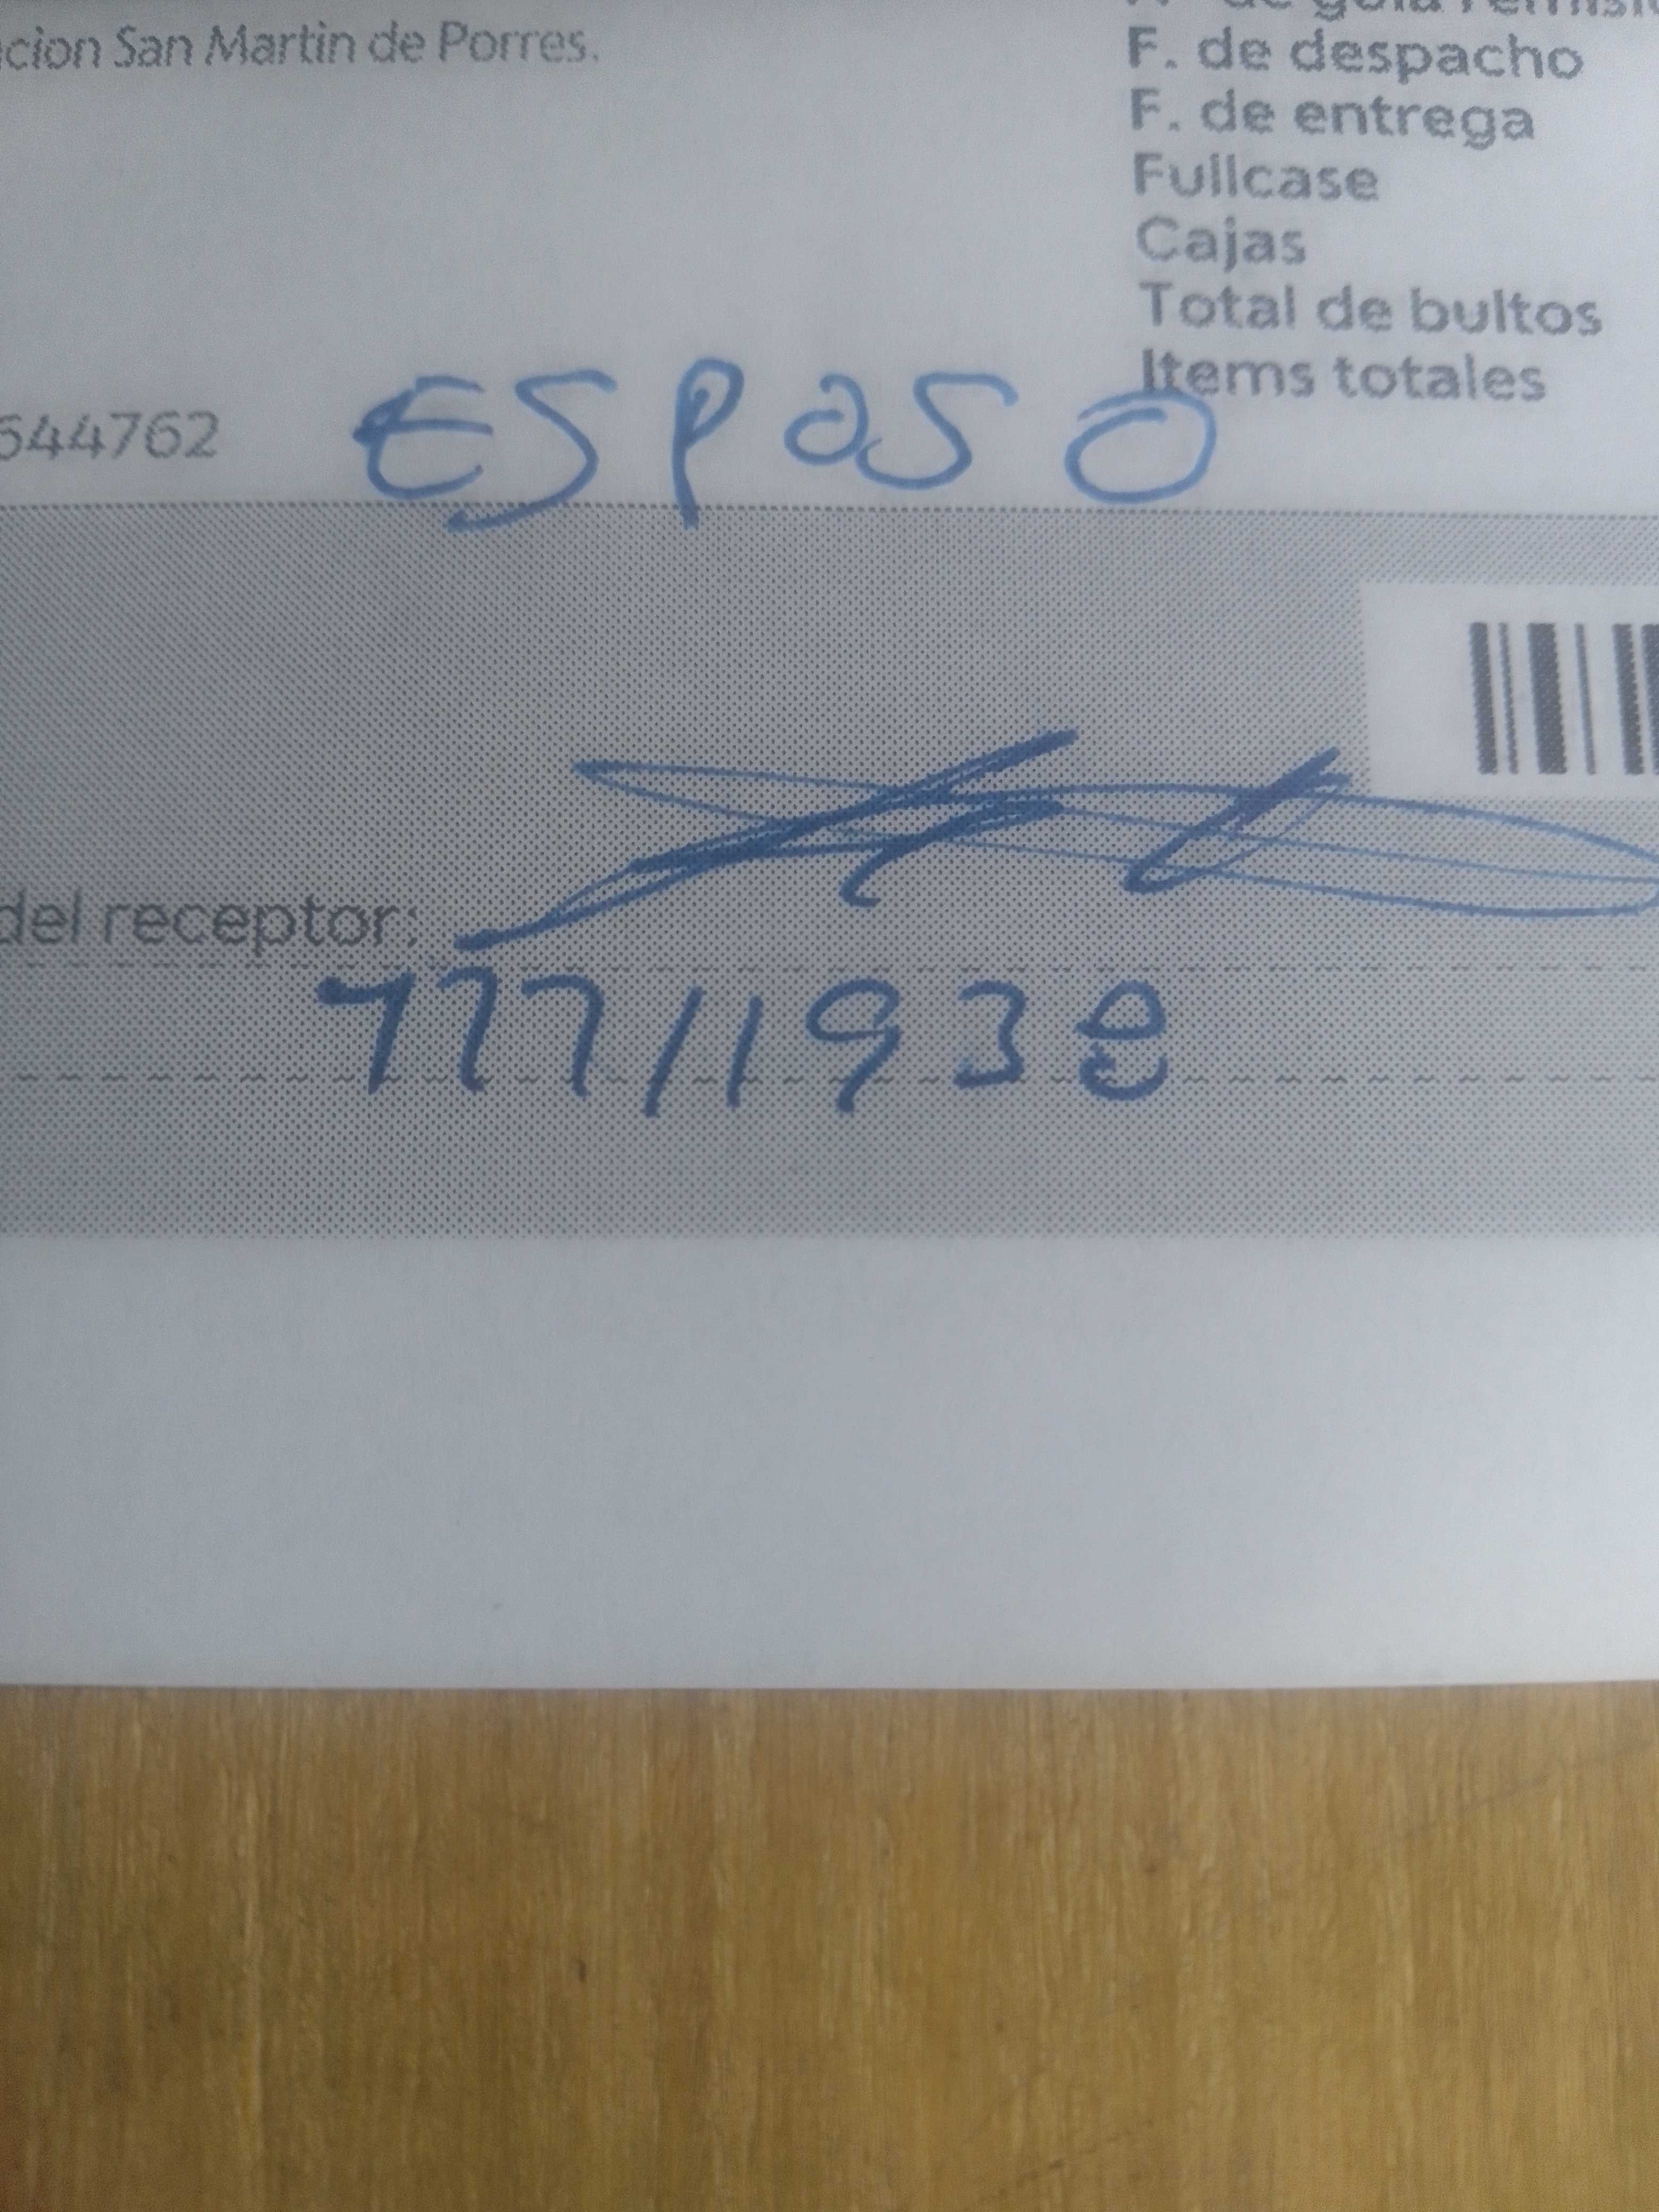 cion San Martin de Porres.
F. de despacho
F. de entrega
Fullcase
Cajas
Total de bultos
Items totales
644762
ESPOSO
del receptor:
77711938